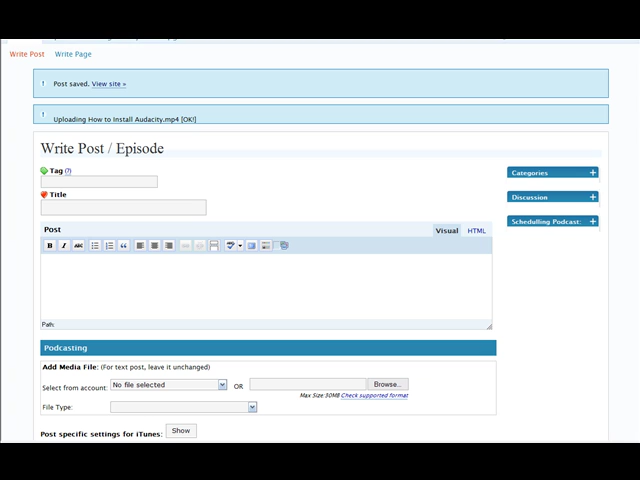 Write Post Write Page
Post saved. View site »
Uploading How to Install Audacity.mp4 [OK!]
Write Post / Episode
Tag (?)
Title
Categories +
Discussion +
Schedulling Podcast: +
Post Visual HTML
B I ABC
Path:
Podcasting
Add Media File: (For text post, leave it unchanged)
Select from account: No file selected OR Browse...
Max Size:30MB Check supported format
File Type:
Post specific settings for iTunes: Show